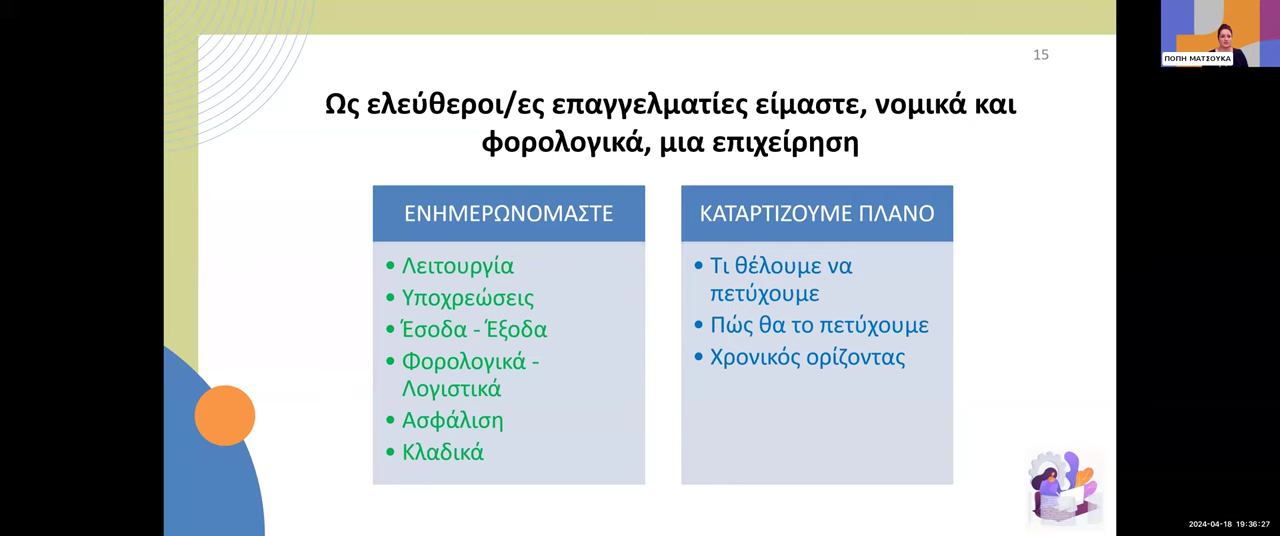 15
Ως ελεύθεροι/ες επαγγελματίες είμαστε, νομικά και
φορολογικά, μια επιχείρηση
ΕΝΗΜΕΡΩΝΟΜΑΣΤΕ
• Λειτουργία
• Υποχρεώσεις
• Έσοδα - Έξοδα
• Φορολογικά -
Λογιστικά
• Ασφάλιση
• Κλαδικά
ΚΑΤΑΡΤΙΖΟΥΜΕ ΠΛΑΝΟ
• Τι θέλουμε να
πετύχουμε
• Πώς θα το πετύχουμε
• Χρονικός ορίζοντας
ΠΟΠΗ ΜΑΤΣΟΥΚΑ
2024-04-18 19:36:27